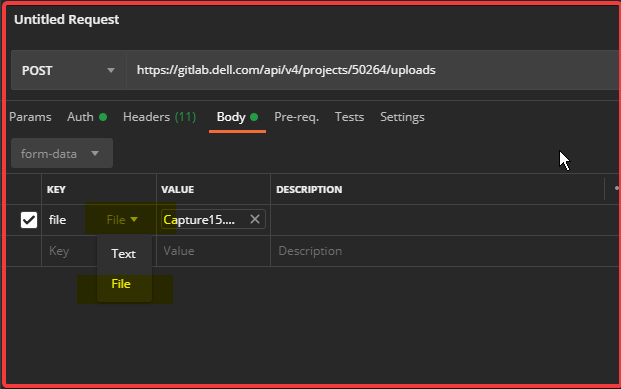 Untitled Request
POST https://gitlab.dell.com/api/v4/projects/50264/uploads
Params Auth Headers (11) Body Pre-req. Tests Settings
form-data
KEY VALUE DESCRIPTION
file File Capture15....
Key Value Description
Text
File